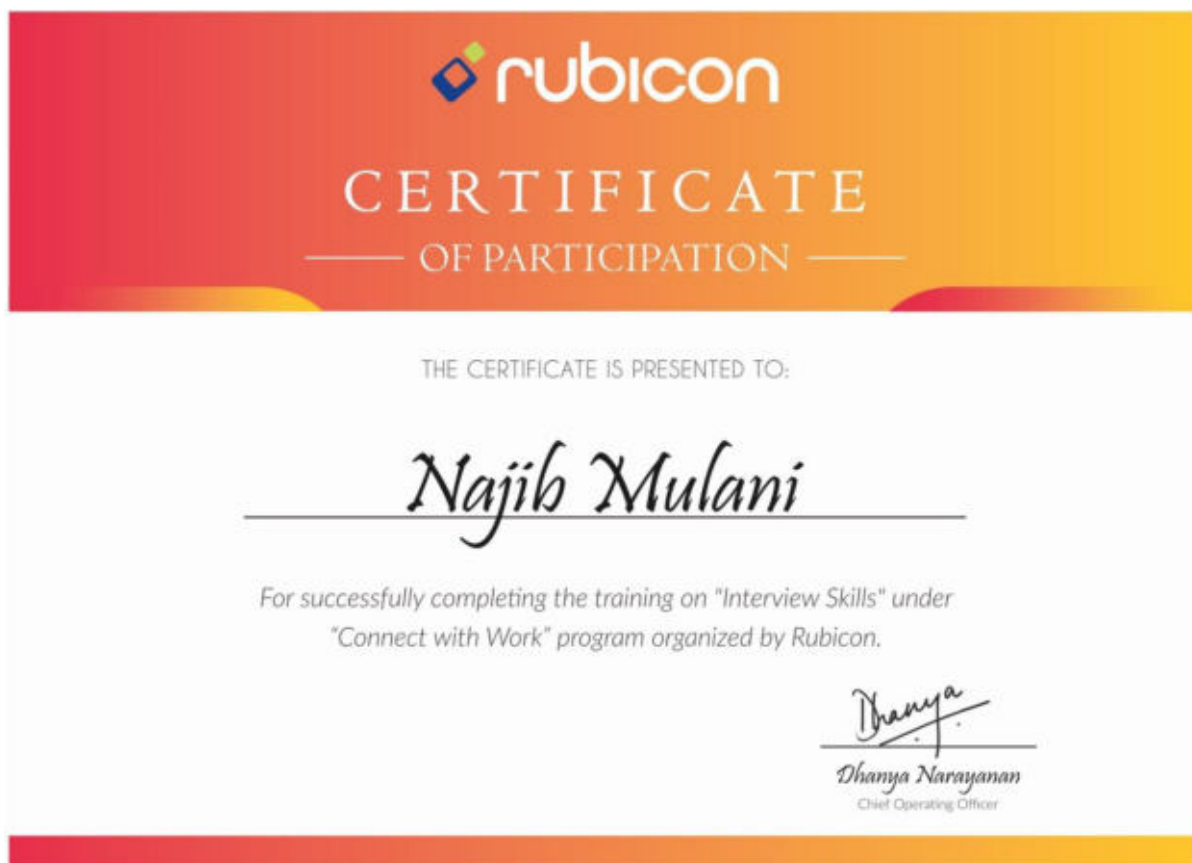 rubicon
CERTIFICATE
OF PARTICIPATION
THE CERTIFICATE IS PRESENTED TO:
Najib Mulani
For successfully completing the training on "Interview Skills" under
"Connect with Work" program organized by Rubicon.
Dhanya
Dhanya Narayanan
Chief Operating Officer